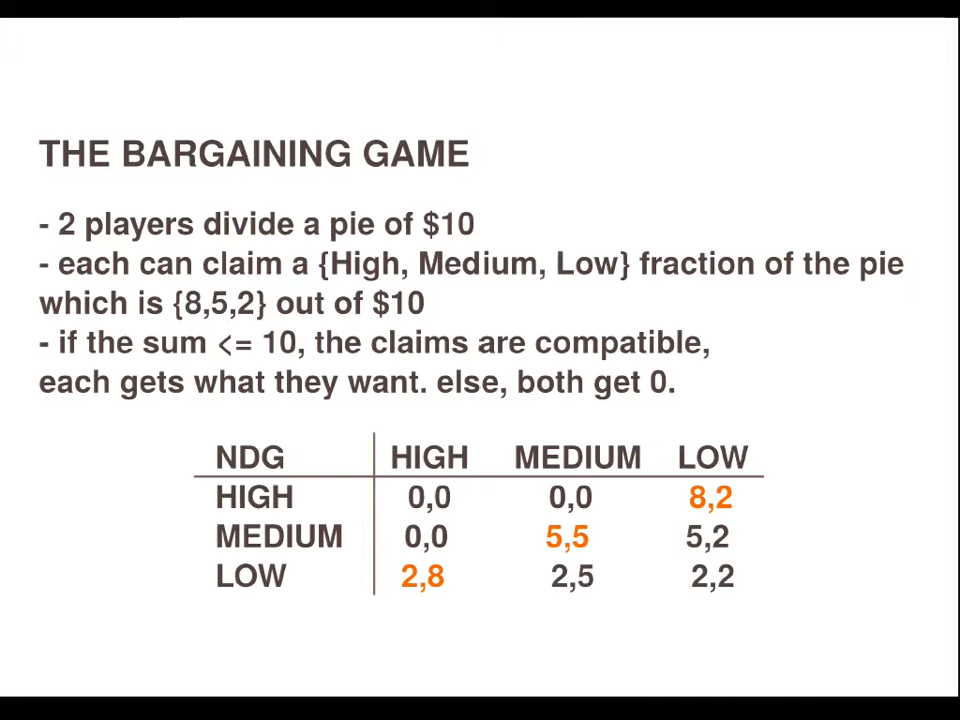 THE BARGAINING GAME
- 2 players divide a pie of $10
- each can claim a {High, Medium, Low} fraction of the pie
which is {8,5,2} out of $10
- if the sum <= 10, the claims are compatible,
each gets what they want. else, both get 0.
NDG HIGH MEDIUM LOW
HIGH 0,0 0,0 8,2
MEDIUM 0,0 5,5 5,2
LOW 2,8 2,5 2,2